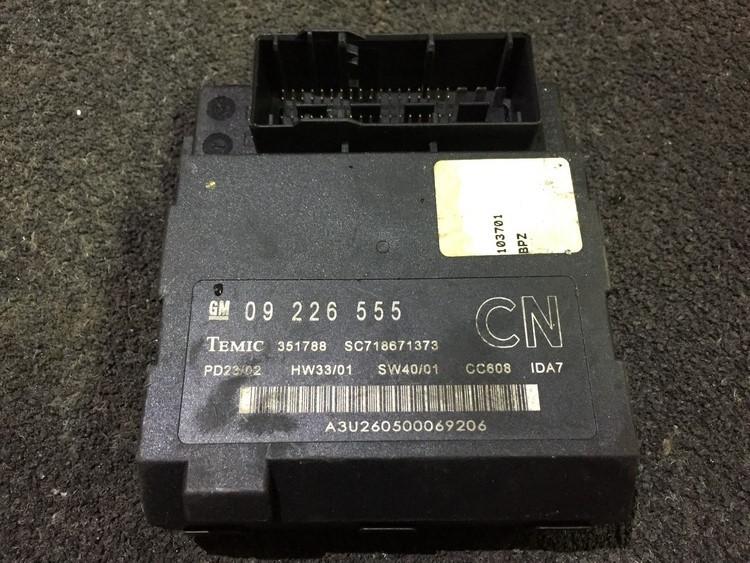 103701
BPZ
GM 09 226 555 CN
TEMIC 351788 SC718671373
PD23/02 HW33/01 SW40/01 CC608 IDA7
A3U260500069206